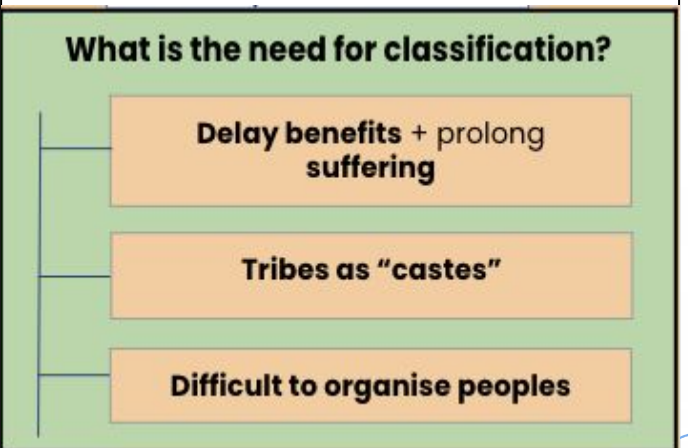 What is the need for classification?
Delay benefits + prolong
suffering
Tribes as “castes”
Difficult to organise peoples